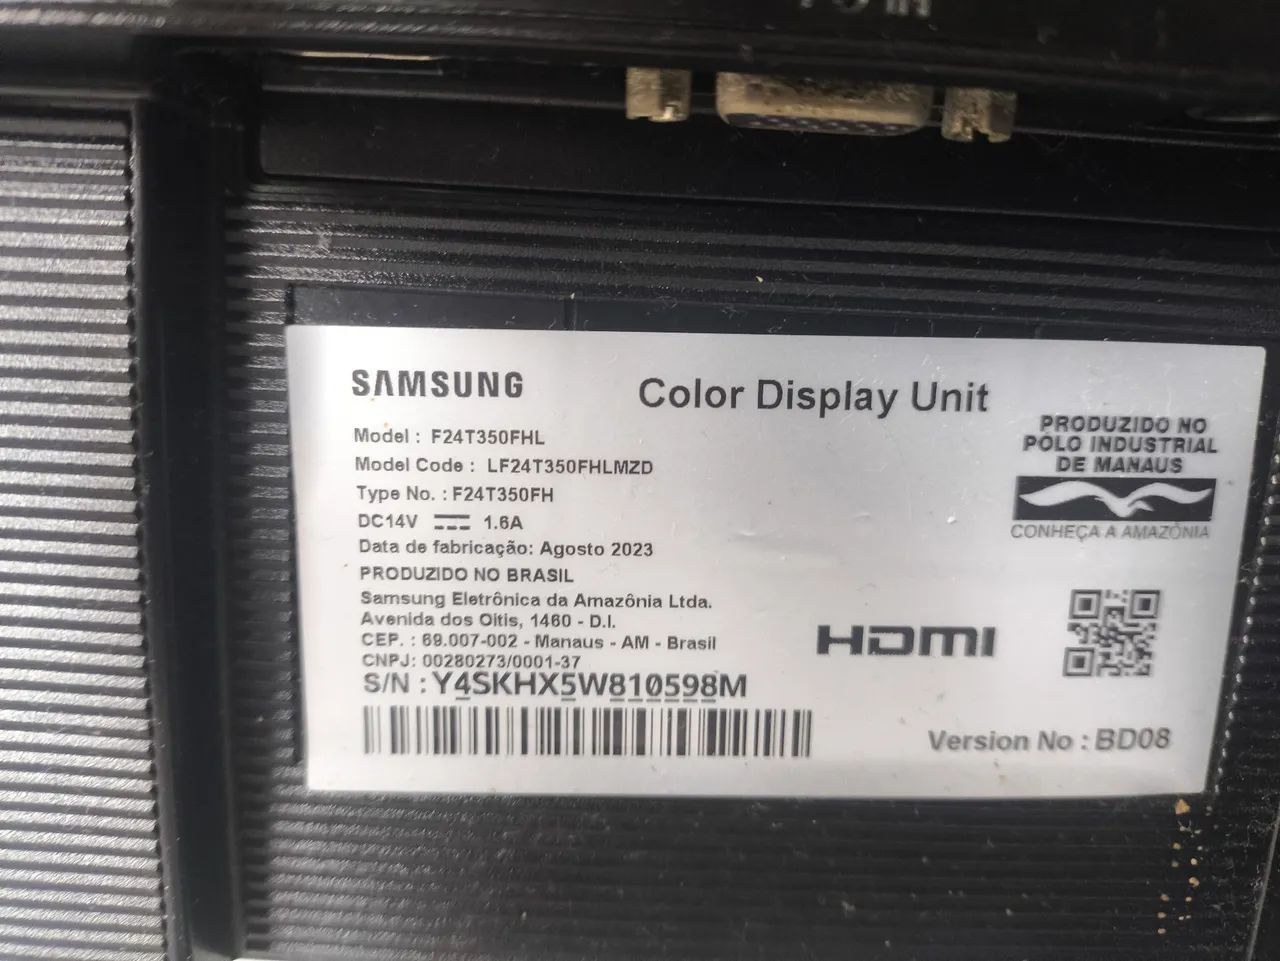 SAMSUNG
Color Display Unit
Model : F24T350FHL
Model Code : LF24T350FHLMZD
Type No. : F24T350FH
DC14V 1.6A
Data de fabricação: Agosto 2023
PRODUZIDO NO BRASIL
Samsung Eletrônica da Amazônia Ltda.
Avenida dos Oitis, 1460 - D.I.
CEP. : 69.007-002 - Manaus - AM - Brasil
CNPJ: 00280273/0001-37
S/N : Y4SKHX5W810598M
PRODUZIDO NO
PÓLO INDUSTRIAL
DE MANAUS
CONHEÇA A AMAZÔNIA
HDMI
Version No : BD08